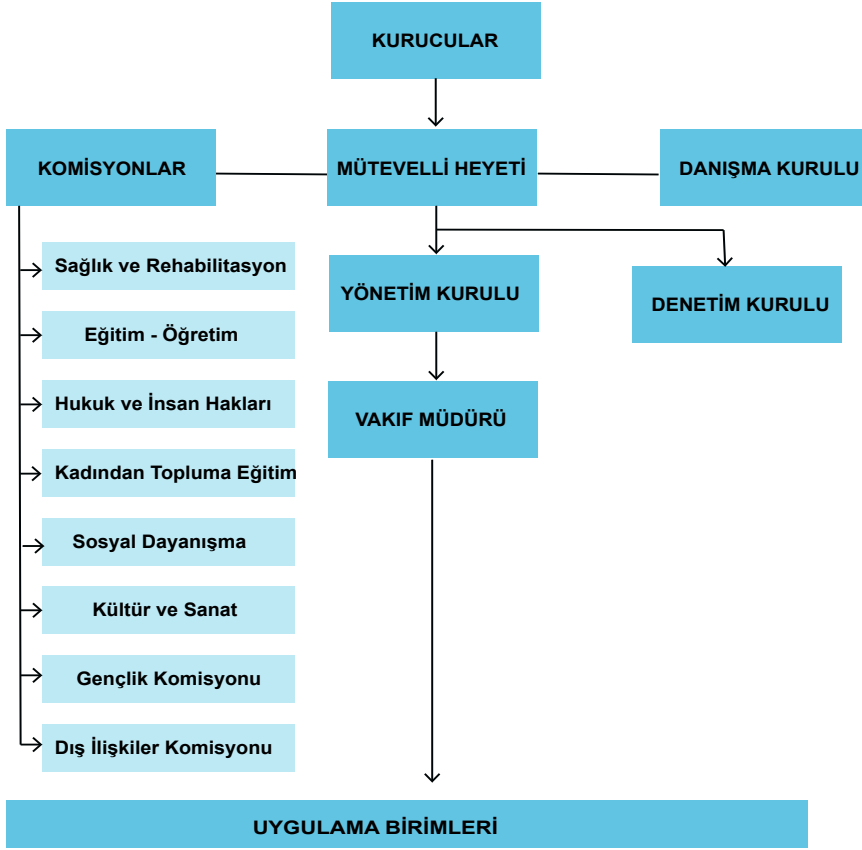 KURUCULAR
KOMİSYONLAR
MÜTEVELLİ HEYETİ
DANIŞMA KURULU
Sağlık ve Rehabilitasyon
Eğitim - Öğretim
Hukuk ve İnsan Hakları
Kadından Topluma Eğitim
Sosyal Dayanışma
Kültür ve Sanat
Gençlik Komisyonu
Dış İlişkiler Komisyonu
YÖNETİM KURULU
DENETİM KURULU
VAKIF MÜDÜRÜ
UYGULAMA BİRİMLERİ